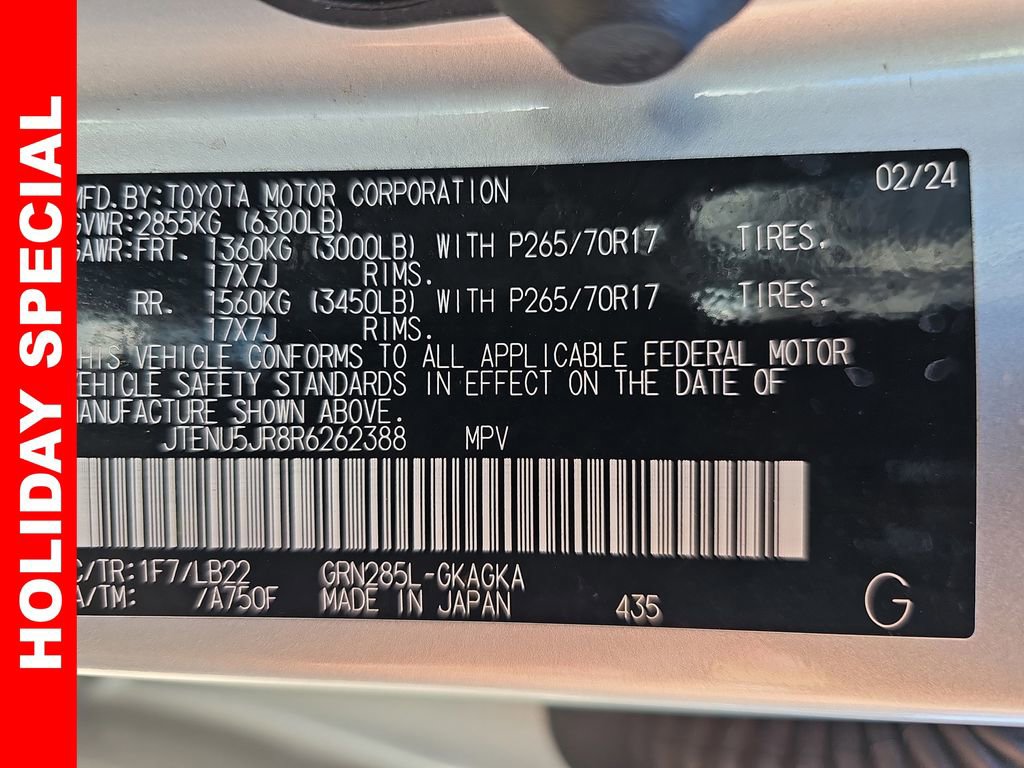 HOLIDAY SPECIAL
MFD. BY: TOYOTA MOTOR CORPORATION 02/24
GVWR: 2855KG (6300LB)
GAWR: FRT. 1360KG (3000LB) WITH P265/70R17 TIRES.
17X7J RIMS.
RR. 1560KG (3450LB) WITH P265/70R17 TIRES.
17X7J RIMS.
THIS VEHICLE CONFORMS TO ALL APPLICABLE FEDERAL MOTOR
VEHICLE SAFETY STANDARDS IN EFFECT ON THE DATE OF
MANUFACTURE SHOWN ABOVE.
JTENU5JR8R6262388 MPV
C/TR: 1F7/LB22 GRN285L-GKAGKA
A/TM: /A750F MADE IN JAPAN 435 G